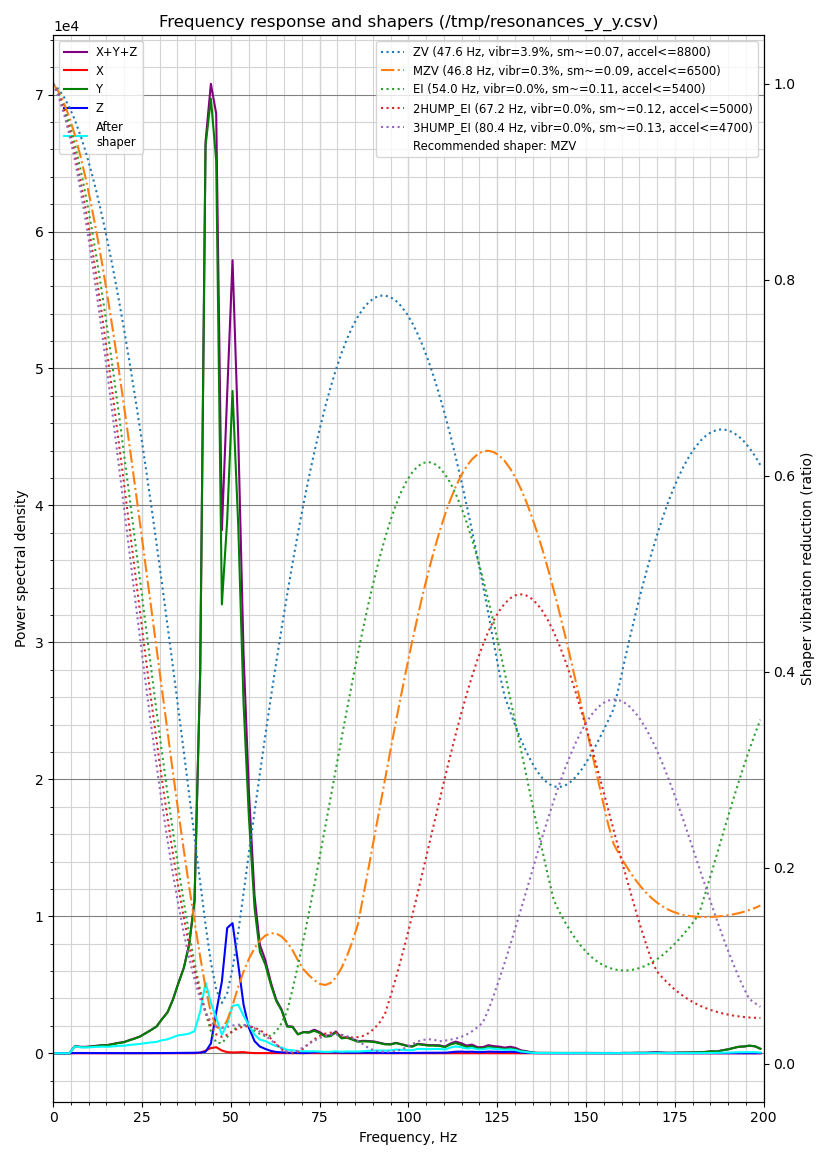 Frequency response and shapers (/tmp/resonances_y_y.csv)
1e4
X+Y+Z
X
Y
Z
After
shaper
ZV (47.6 Hz, vibr=3.9%, sm~=0.07, accel<=8800)
MZV (46.8 Hz, vibr=0.3%, sm~=0.09, accel<=6500)
EI (54.0 Hz, vibr=0.0%, sm~=0.11, accel<=5400)
2HUMP_EI (67.2 Hz, vibr=0.0%, sm~=0.12, accel<=5000)
3HUMP_EI (80.4 Hz, vibr=0.0%, sm~=0.13, accel<=4700)
Recommended shaper: MZV
7
6
5
4
3
2
1
0
Power spectral density
1.0
0.8
0.6
0.4
0.2
0.0
Shaper vibration reduction (ratio)
0 25 50 75 100 125 150 175 200
Frequency, Hz